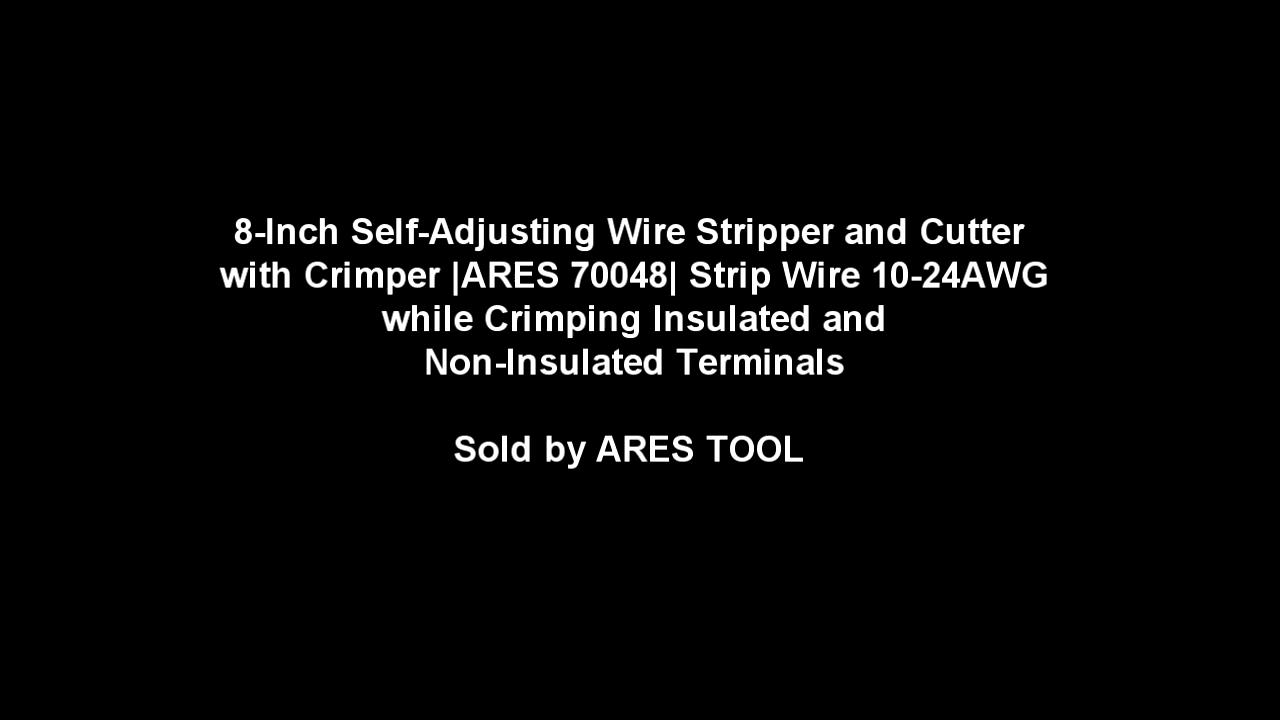 8-Inch Self-Adjusting Wire Stripper and Cutter
with Crimper |ARES 70048| Strip Wire 10-24AWG
while Crimping Insulated and
Non-Insulated Terminals
Sold by ARES TOOL